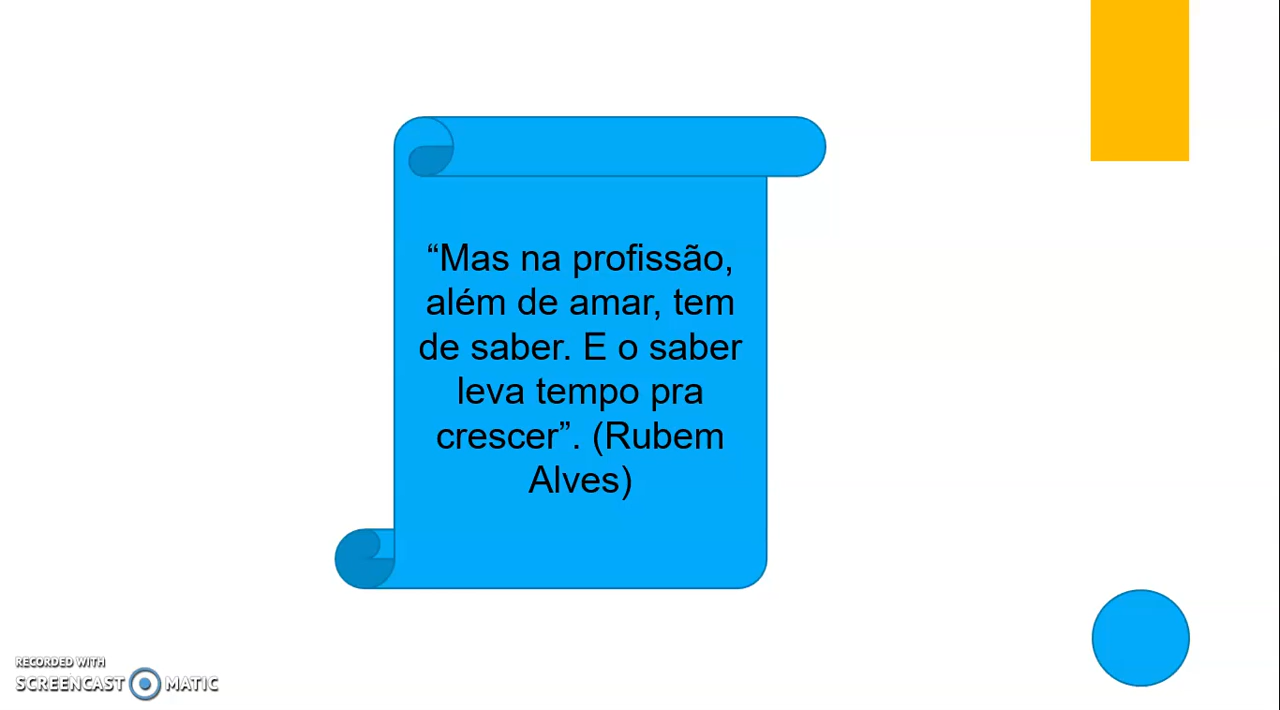 “Mas na profissão,
além de amar, tem
de saber. E o saber
leva tempo pra
crescer”. (Rubem
Alves)
RECORDED WITH
SCREENCAST MATIC